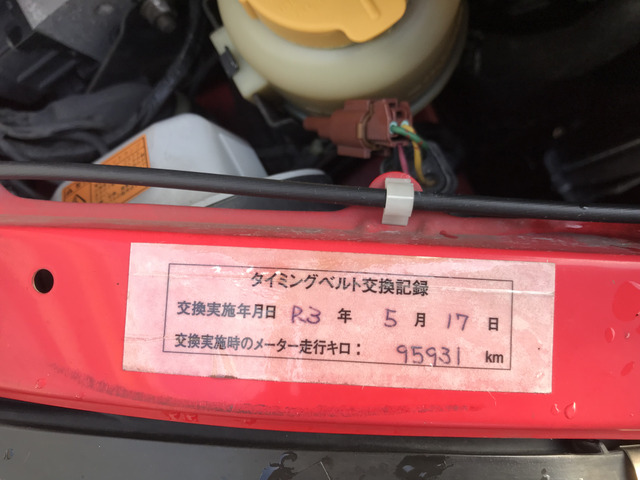 タイミングベルト交換記録
交換実施年月日 R3 年 5 月 17 日
交換実施時のメーター走行キロ： 95931 km